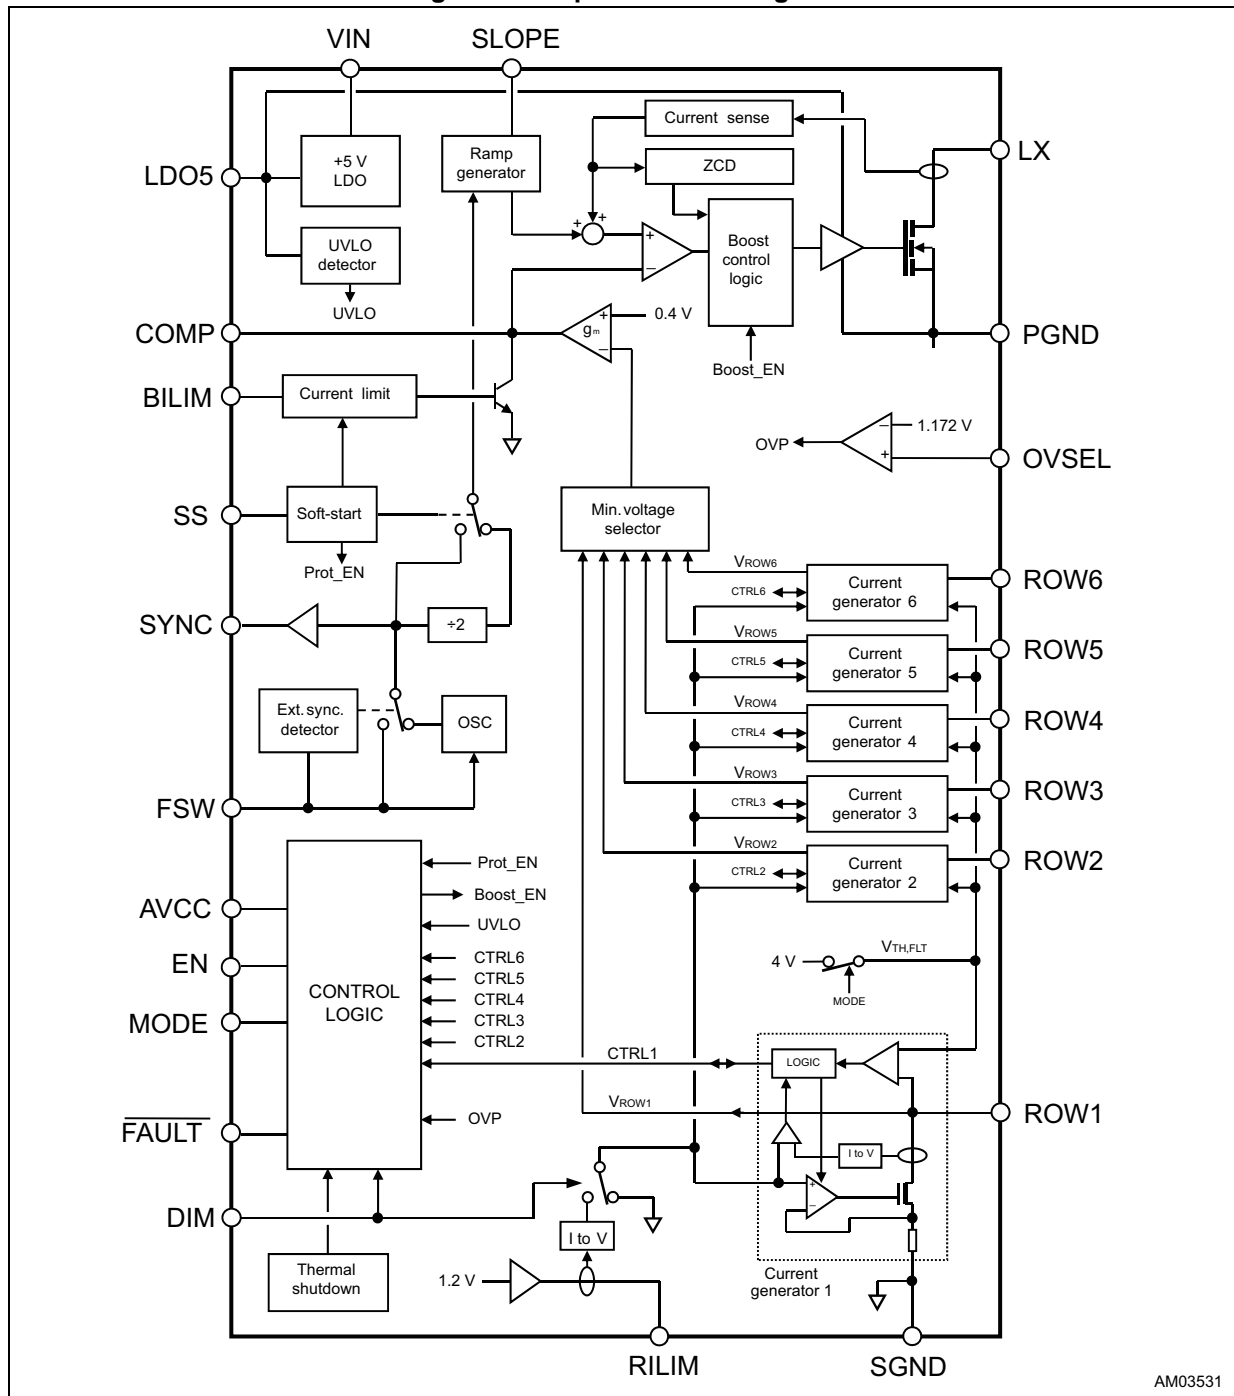 VIN
SLOPE
Current sense
LX
+5 V
LDO
Ramp
generator
LDO5
ZCD
UVLO
detector
Boost
control
logic
+
+
+
–
UVLO
COMP
gm
+
–
0.4 V
PGND
Boost_EN
BILIM
Current limit
OVP
–
+
1.172 V
OVSEL
SS
Soft-start
Min. voltage
selector
Prot_EN
VROW6
CTRL6
Current
generator 6
ROW6
SYNC
÷2
VROW5
CTRL5
Current
generator 5
ROW5
Ext. sync.
detector
OSC
VROW4
CTRL4
Current
generator 4
ROW4
FSW
VROW3
CTRL3
Current
generator 3
ROW3
VROW2
CTRL2
Current
generator 2
ROW2
Prot_EN
Boost_EN
AVCC
UVLO
EN
CTRL6
CTRL5
CTRL4
CTRL3
CTRL2
4 V
VTH,FLT
MODE
CONTROL
LOGIC
MODE
CTRL1
LOGIC
VROW1
ROW1
FAULT
OVP
I to V
+
–
DIM
I to V
Thermal
shutdown
1.2 V
Current
generator 1
RILIM
SGND
AM03531